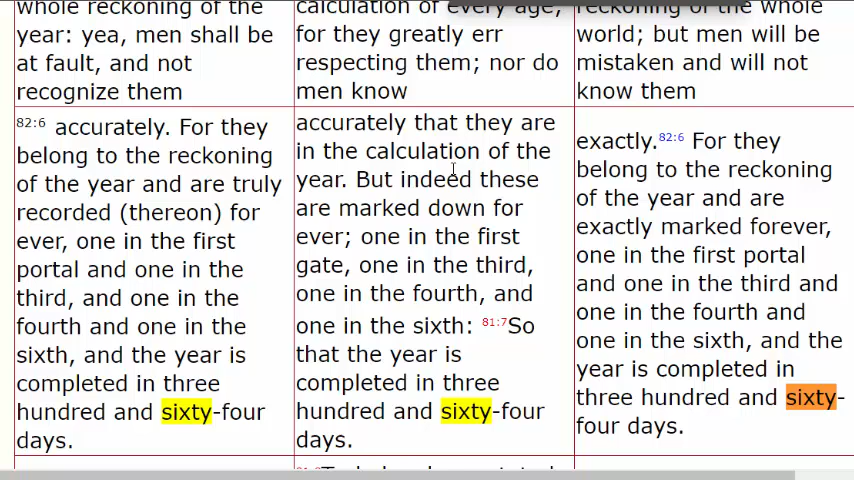 whole reckoning of the
year: yea, men shall be
at fault, and not
recognize them
82:6 accurately. For they
belong to the reckoning
of the year and are truly
recorded (thereon) for
ever, one in the first
portal and one in the
third, and one in the
fourth and one in the
sixth, and the year is
completed in three
hundred and sixty-four
days.
calculation of every age;
for they greatly err
respecting them; nor do
men know
accurately that they are
in the calculation of the
year. But indeed these
are marked down for
ever; one in the first
gate, one in the third,
one in the fourth, and
one in the sixth: 81:7So
that the year is
completed in three
hundred and sixty-four
days.
reckoning of the whole
world; but men will be
mistaken and will not
know them
exactly.82:6 For they
belong to the reckoning
of the year and are
exactly marked forever,
one in the first portal
and one in the third and
one in the fourth and
one in the sixth, and the
year is completed in
three hundred and sixty-
four days.